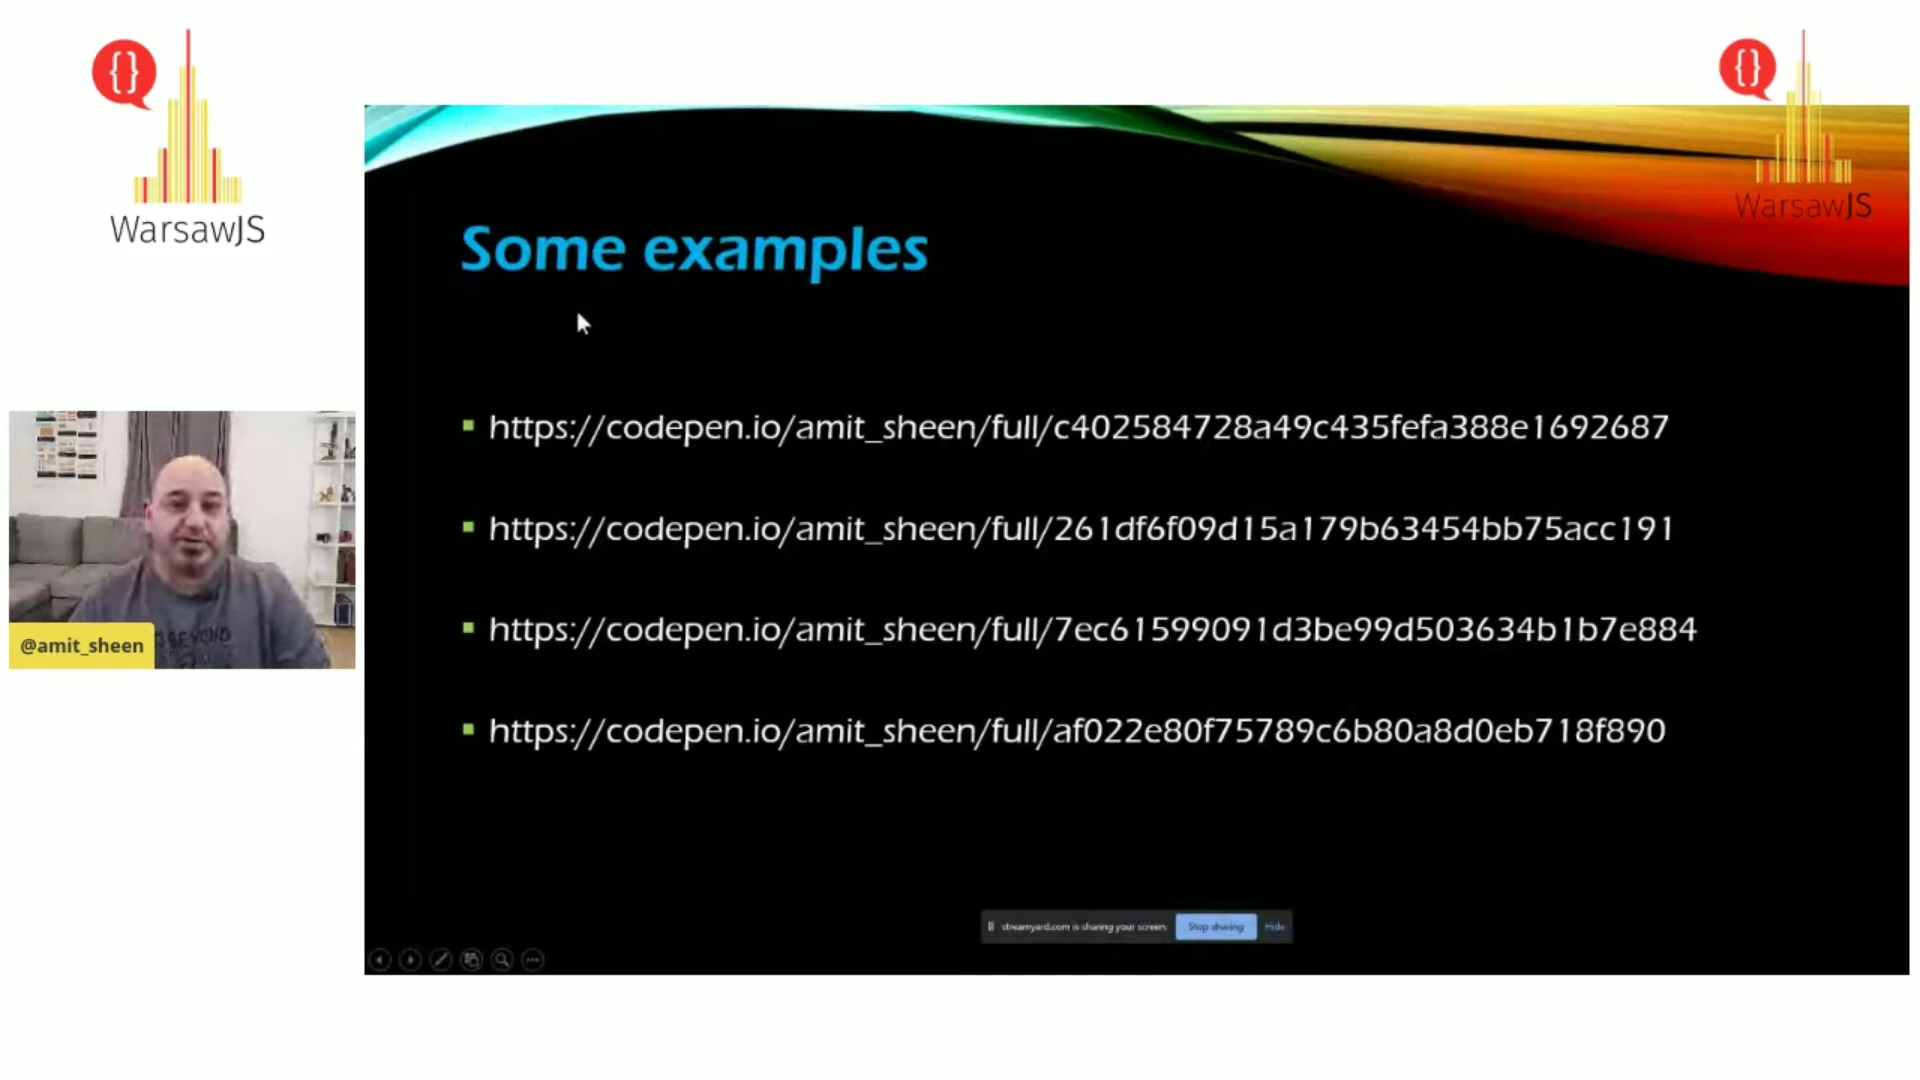 {}
WarsawJS
{}
WarsawJS
Some examples
https://codepen.io/amit_sheen/full/c402584728a49c435fefa388e1692687
https://codepen.io/amit_sheen/full/261df6f09d15a179b63454bb75acc191
https://codepen.io/amit_sheen/full/7ec61599091d3be99d503634b1b7e884
https://codepen.io/amit_sheen/full/af022e80f75789c6b80a8d0eb718f890
BEYOND
@amit_sheen
streamyard.com is sharing your screen.
Stop sharing
Hide